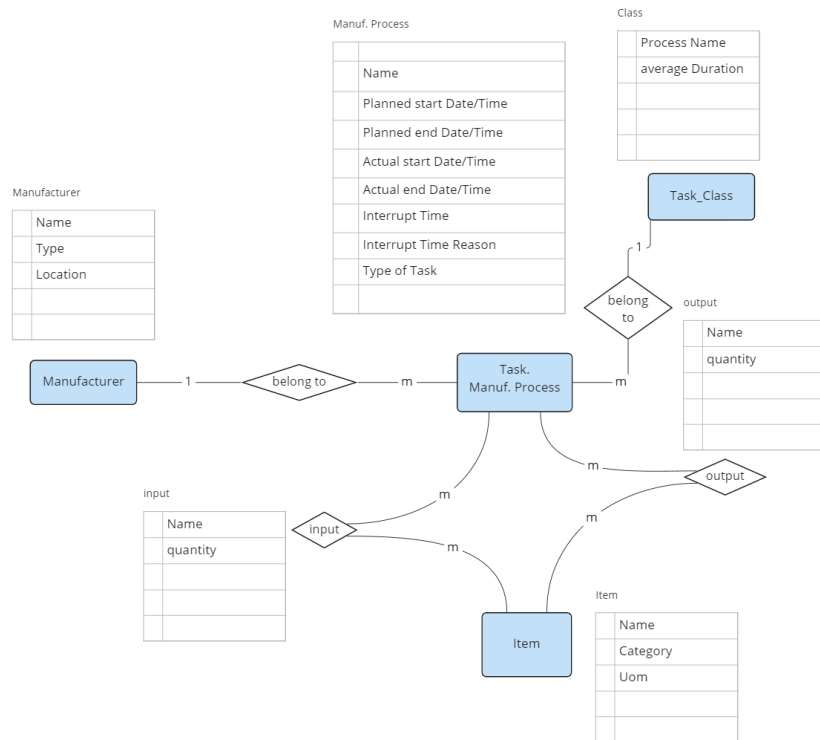 Class
Process Name
average Duration
Manuf. Process
Name
Planned start Date/Time
Planned end Date/Time
Actual start Date/Time
Actual end Date/Time
Interrupt Time
Interrupt Time Reason
Type of Task
Manufacturer
Name
Type
Location
Task_Class
1
belong
to
output
Name
quantity
Manufacturer
1
belong to
m
Task.
Manuf. Process
m
m
output
m
m
input
Name
quantity
input
m
Item
Item
Name
Category
Uom